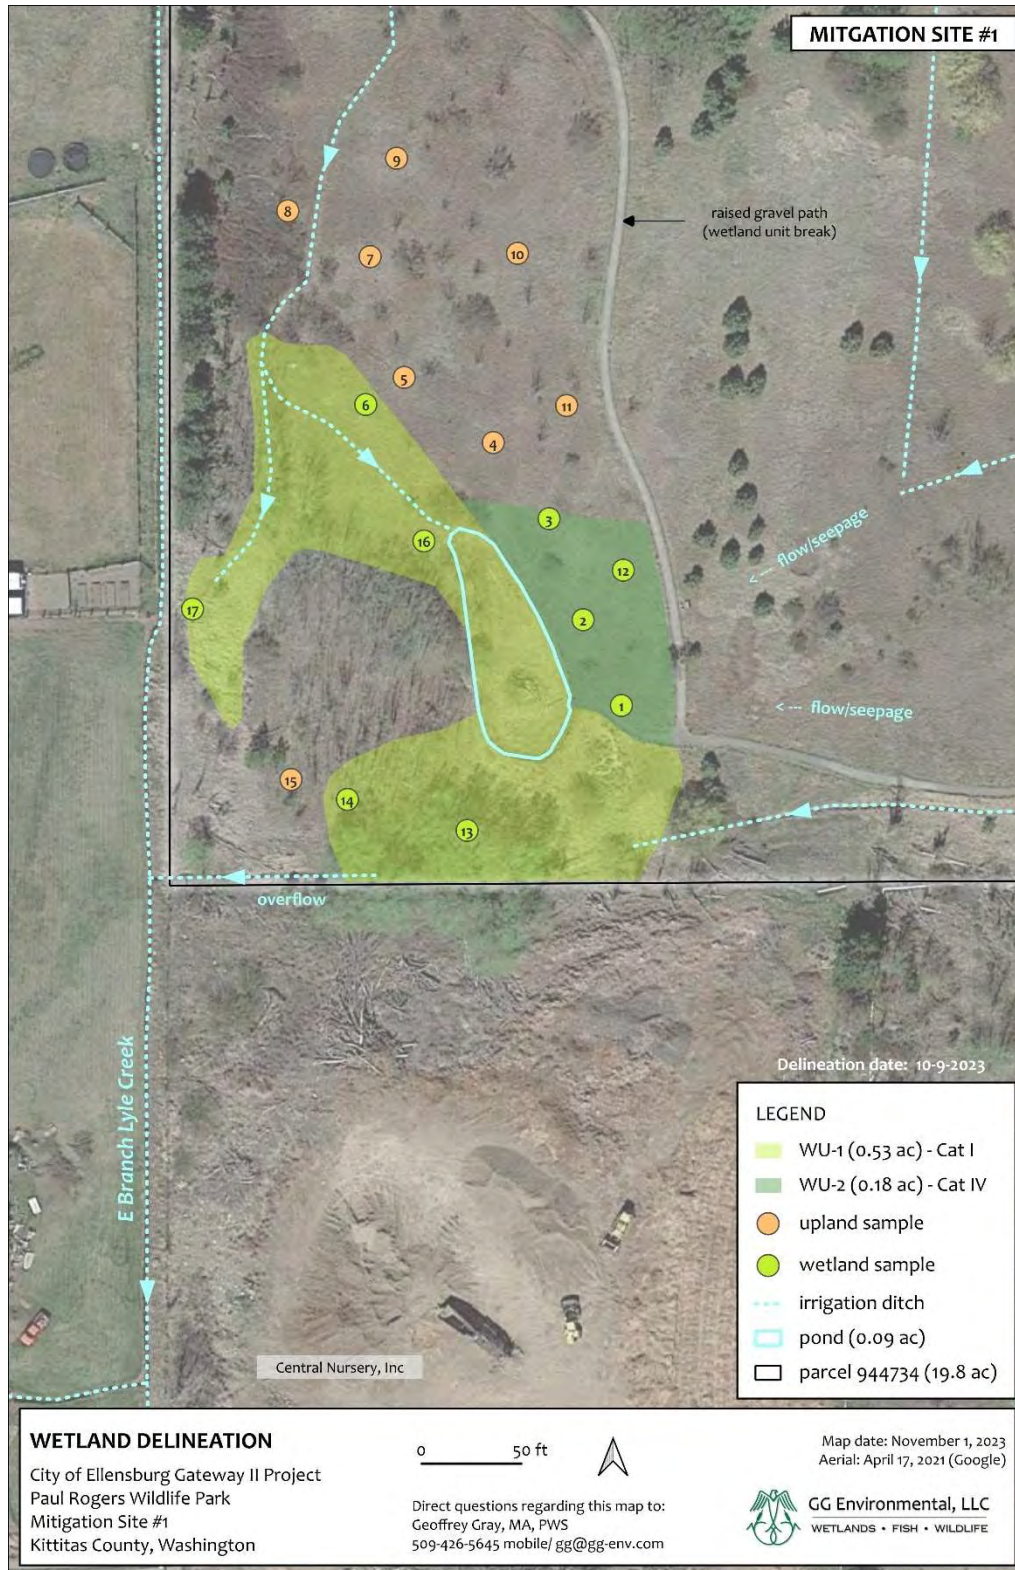 MITGATION SITE #1
9
8
raised gravel path
(wetland unit break)
7
10
5
6
11
4
3
16
flow/seepage
12
17
2
1
flow/seepage
15
14
13
overflow
E Branch Lyle Creek
Delineation date: 10-9-2023
LEGEND
WU-1 (0.53 ac) - Cat I
WU-2 (0.18 ac) - Cat IV
upland sample
wetland sample
irrigation ditch
pond (0.09 ac)
parcel 944734 (19.8 ac)
Central Nursery, Inc
WETLAND DELINEATION
City of Ellensburg Gateway II Project
Paul Rogers Wildlife Park
Mitigation Site #1
Kittitas County, Washington
0 50 ft
Direct questions regarding this map to:
Geoffrey Gray, MA, PWS
509-426-5645 mobile/ gg@gg-env.com
Map date: November 1, 2023
Aerial: April 17, 2021 (Google)
GG Environmental, LLC
WETLANDS • FISH • WILDLIFE